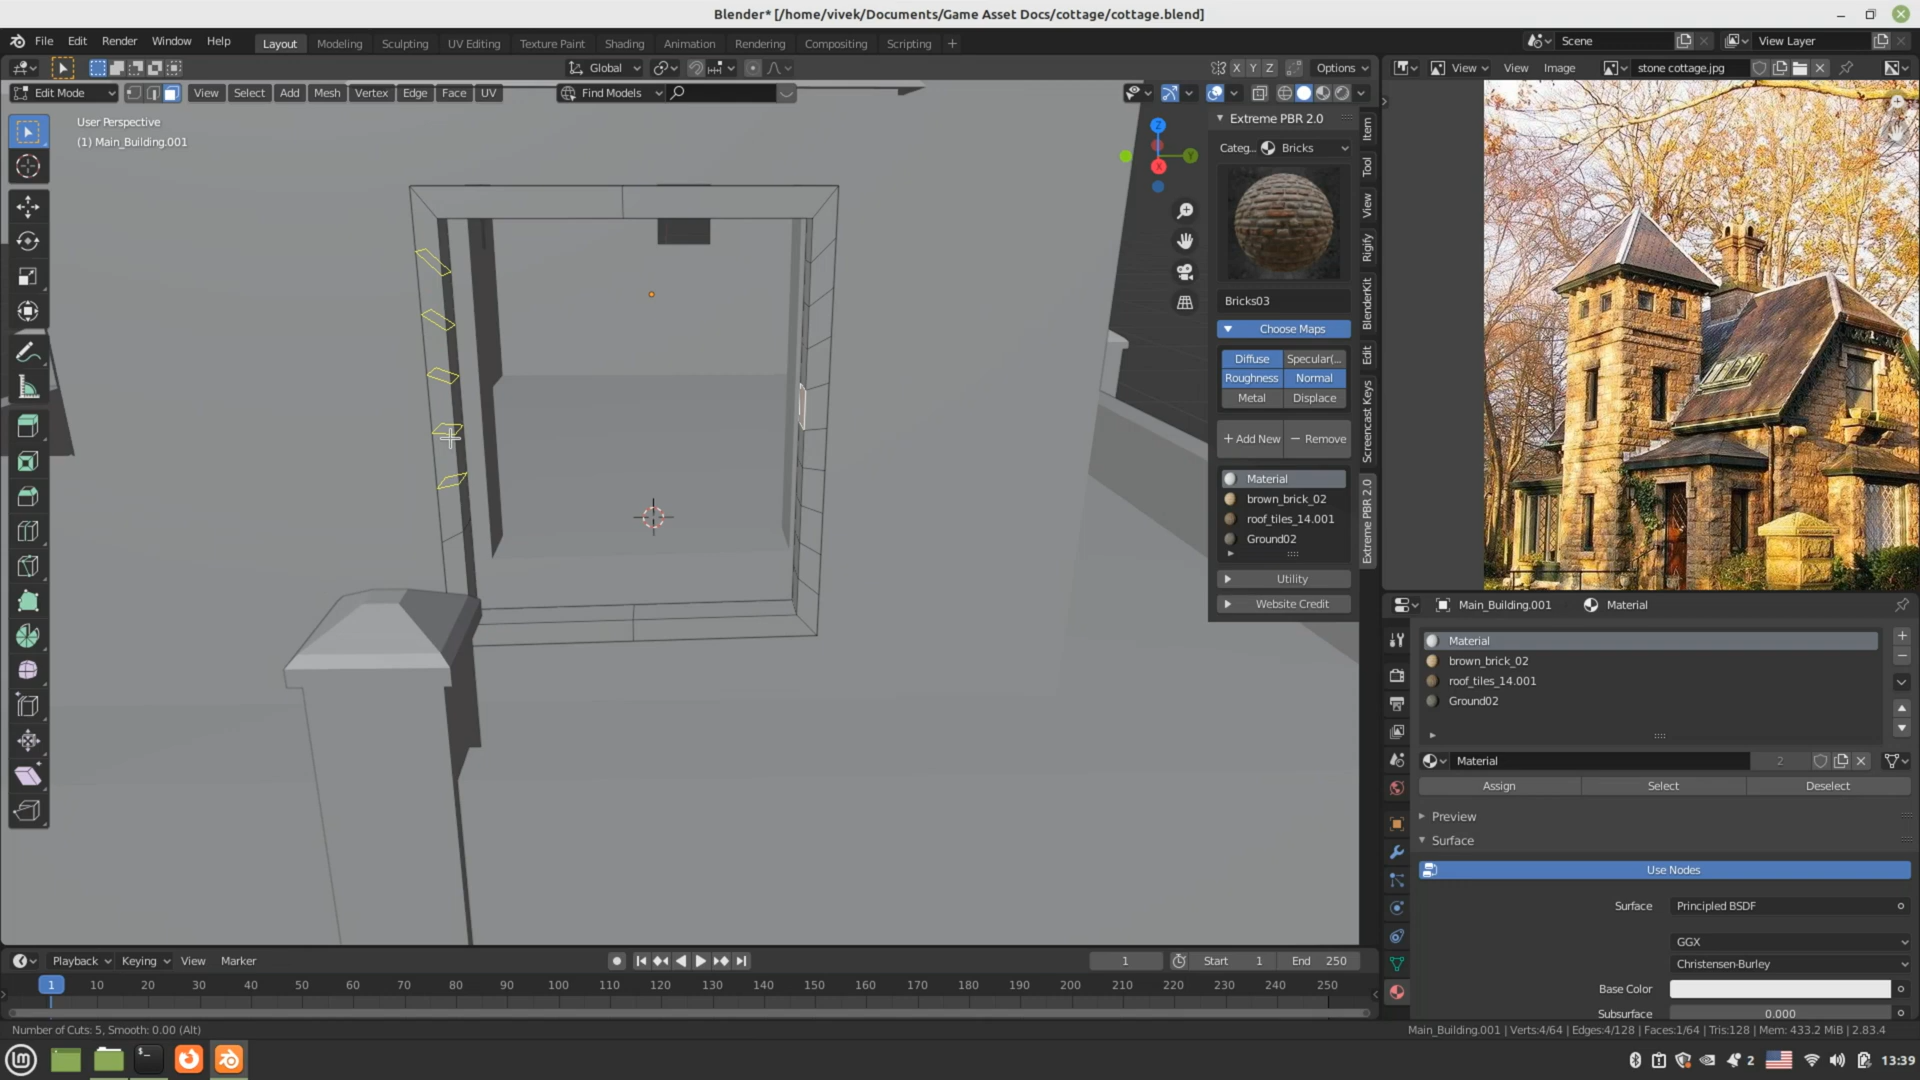 Blender* [/home/vivek/Documents/Game Asset Docs/cottage/cottage.blend]
File Edit Render Window Help Layout Modeling Sculpting UV Editing Texture Paint Shading Animation Rendering Compositing Scripting + Scene View Layer
Global X Y Z Options View View Image stone cottage.jpg
Edit Mode View Select Add Mesh Vertex Edge Face UV Find Models
User Perspective
(1) Main_Building.001
Z
Y
X
Extreme PBR 2.0
Categ... Bricks
Bricks03
Choose Maps
Diffuse Specular(...
Roughness Normal
Metal Displace
+ Add New − Remove
Material
brown_brick_02
roof_tiles_14.001
Ground02
Utility
Website Credit
Item
Tool
View
Rigify
BlenderKit
Edit
Screencast Keys
Extreme PBR 2.0
Main_Building.001 Material
Material
brown_brick_02
roof_tiles_14.001
Ground02
Material 2
Assign Select Deselect
Preview
Surface
Use Nodes
Surface Principled BSDF
GGX
Christensen-Burley
Base Color
Subsurface 0.000
Playback Keying View Marker 1 Start 1 End 250
1 10 20 30 40 50 60 70 80 90 100 110 120 130 140 150 160 170 180 190 200 210 220 230 240 250
Number of Cuts: 5, Smooth: 0.00 (Alt)
Main_Building.001 | Verts:4/64 | Edges:4/128 | Faces:1/64 | Tris:128 | Mem: 433.2 MiB | 2.83.4
2 13:39